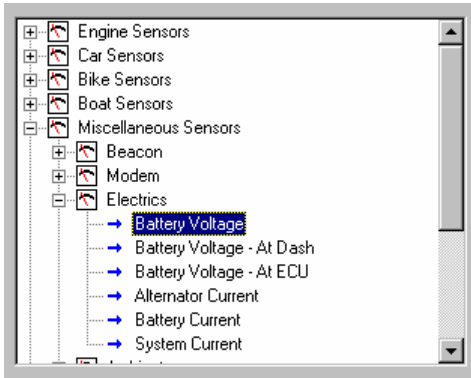 Engine Sensors
Car Sensors
Bike Sensors
Boat Sensors
Miscellaneous Sensors
Beacon
Modem
Electrics
Battery Voltage
Battery Voltage - At Dash
Battery Voltage - At ECU
Alternator Current
Battery Current
System Current